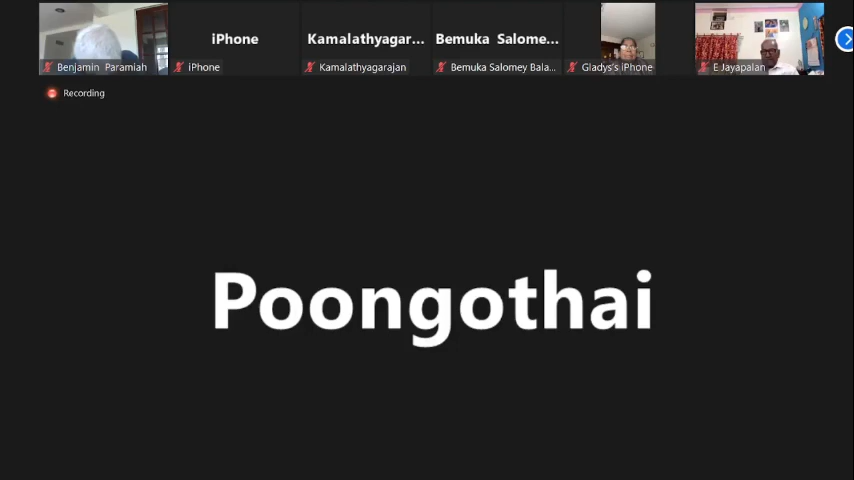 iPhone
Kamalathyagar...
Bemuka Salome...
Benjamin Paramiah
iPhone
Kamalathyagarajan
Bemuka Salomey Bala...
Gladys's iPhone
E Jayapalan
Recording
Poongothai